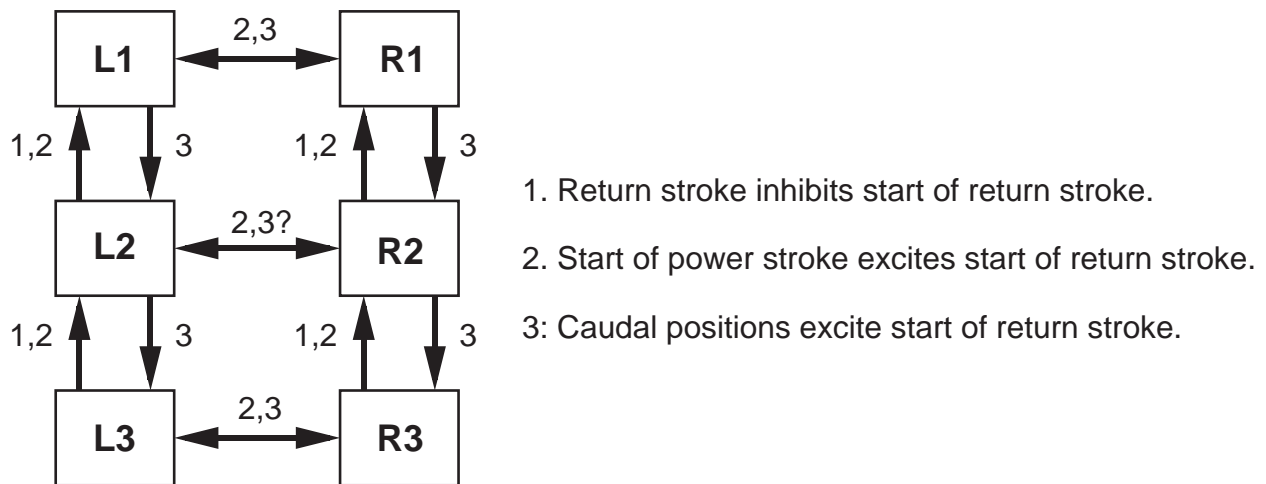 2,3
L1 R1
1,2 3 1,2 3
1. Return stroke inhibits start of return stroke.
2,3?
L2 R2
2. Start of power stroke excites start of return stroke.
1,2 3 1,2 3
3: Caudal positions excite start of return stroke.
2,3
L3 R3